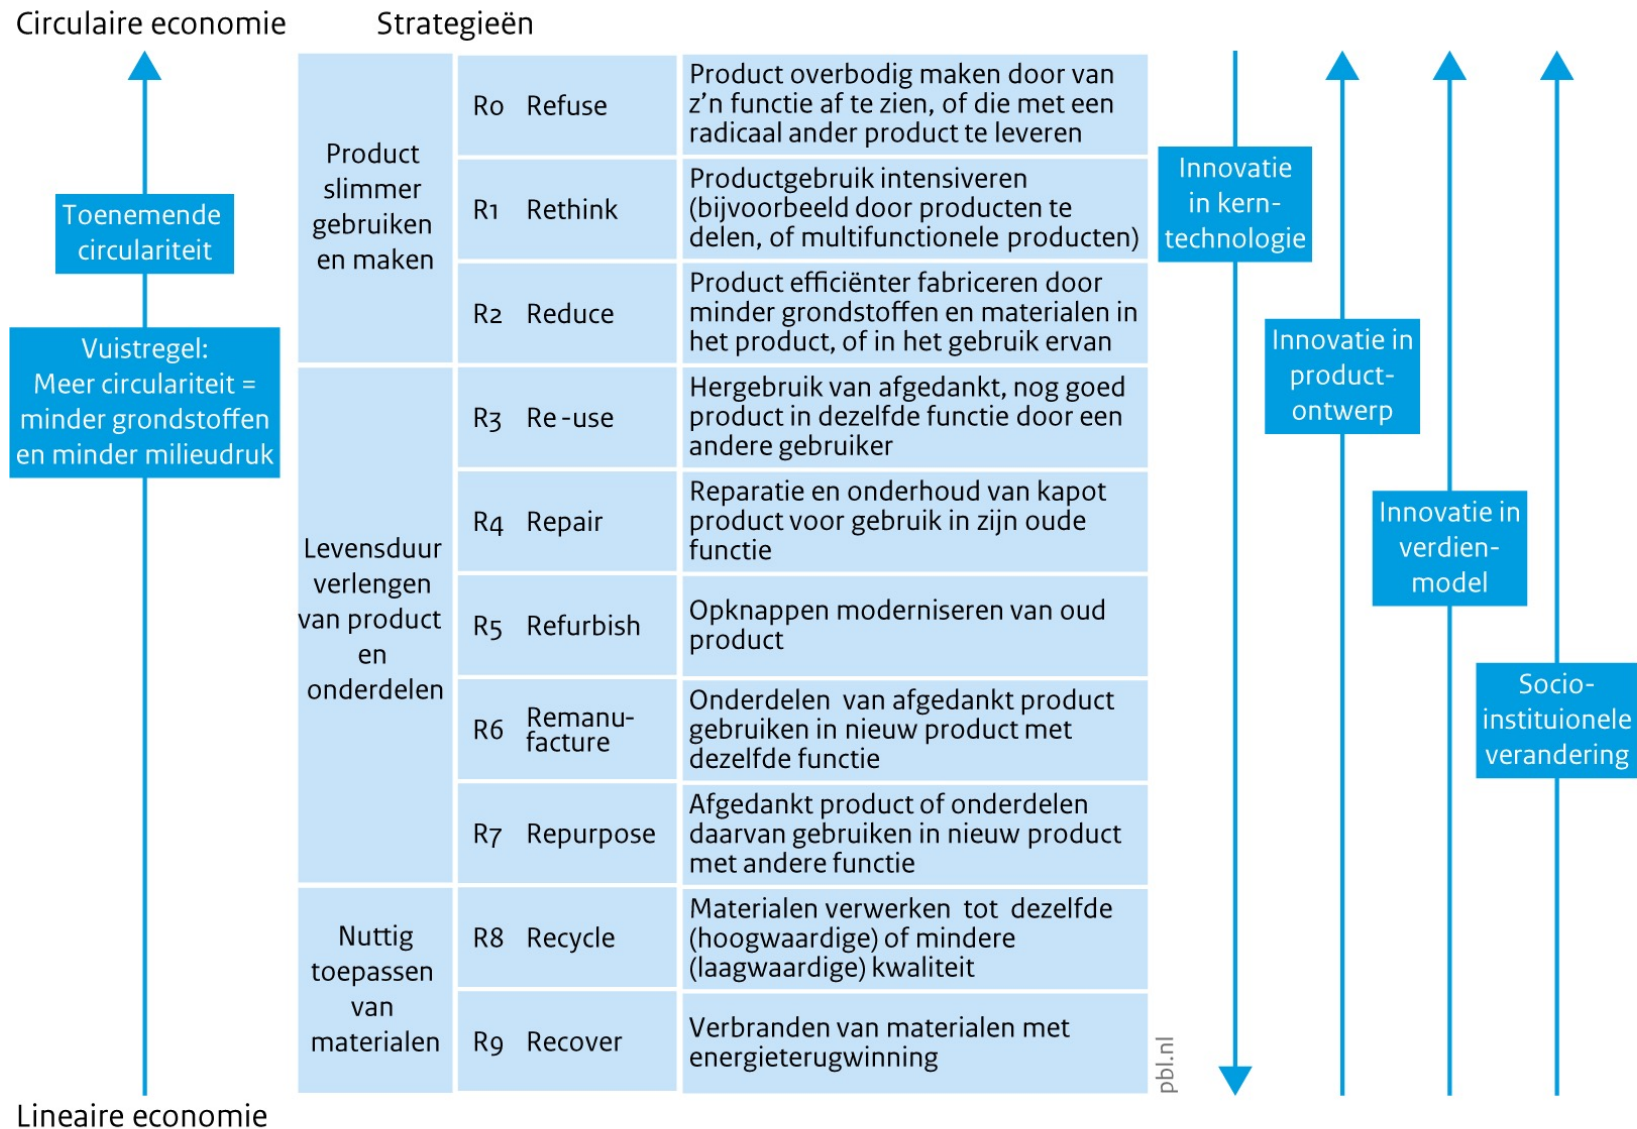 Circulaire economie
Strategieën
Toenemende
circulariteit
Vuistregel:
Meer circulariteit =
minder grondstoffen
en minder milieudruk
Lineaire economie
Product
slimmer
gebruiken
en maken
R0 Refuse
Product overbodig maken door van
z’n functie af te zien, of die met een
radicaal ander product te leveren
R1 Rethink
Productgebruik intensiveren
(bijvoorbeeld door producten te
delen, of multifunctionele producten)
R2 Reduce
Product efficiënter fabriceren door
minder grondstoffen en materialen in
het product, of in het gebruik ervan
Levensduur
verlengen
van product
en
onderdelen
R3 Re-use
Hergebruik van afgedankt, nog goed
product in dezelfde functie door een
andere gebruiker
R4 Repair
Reparatie en onderhoud van kapot
product voor gebruik in zijn oude
functie
R5 Refurbish
Opknappen moderniseren van oud
product
R6 Remanu-
facture
Onderdelen van afgedankt product
gebruiken in nieuw product met
dezelfde functie
R7 Repurpose
Afgedankt product of onderdelen
daarvan gebruiken in nieuw product
met andere functie
Nuttig
toepassen
van
materialen
R8 Recycle
Materialen verwerken tot dezelfde
(hoogwaardige) of mindere
(laagwaardige) kwaliteit
R9 Recover
Verbranden van materialen met
energieterugwinning
pbl.nl
Innovatie
in kern-
technologie
Innovatie in
product-
ontwerp
Innovatie in
verdien-
model
Socio-
instituionele
verandering